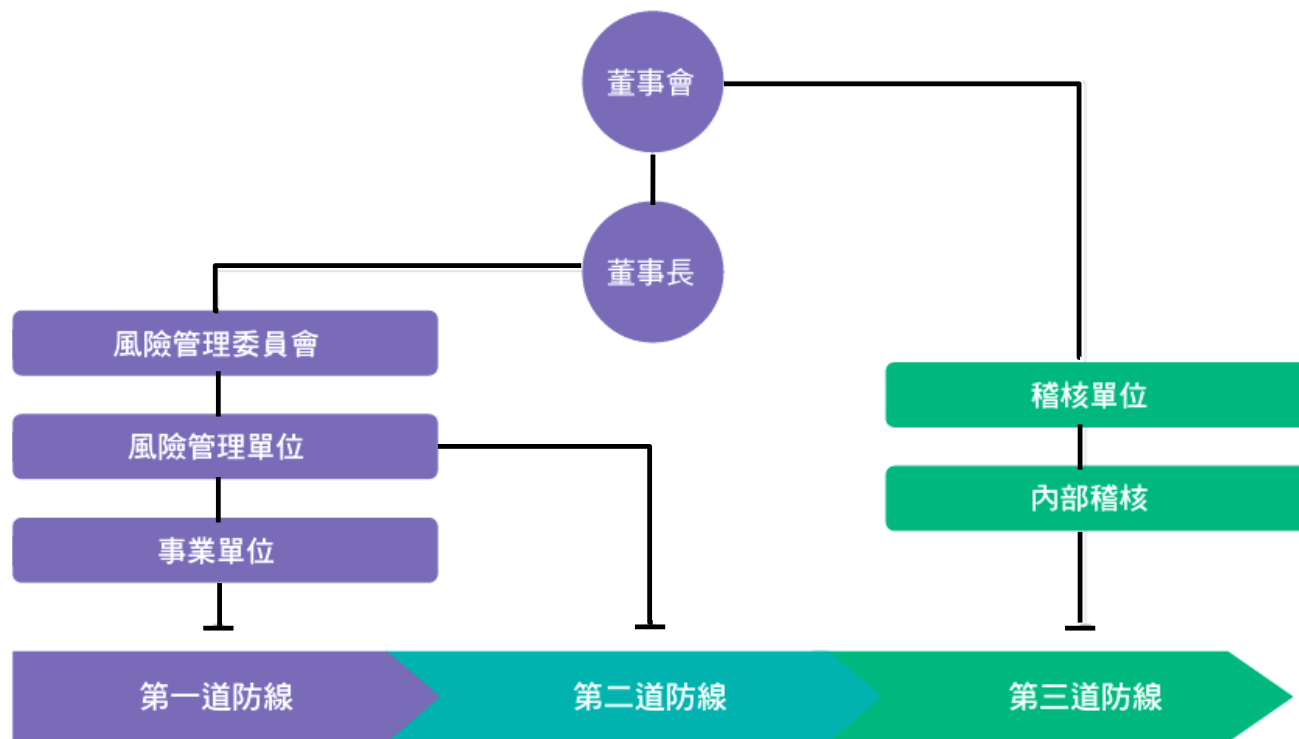 董事會
董事長
風險管理委員會
風險管理單位
事業單位
稽核單位
內部稽核
第一道防線
第二道防線
第三道防線